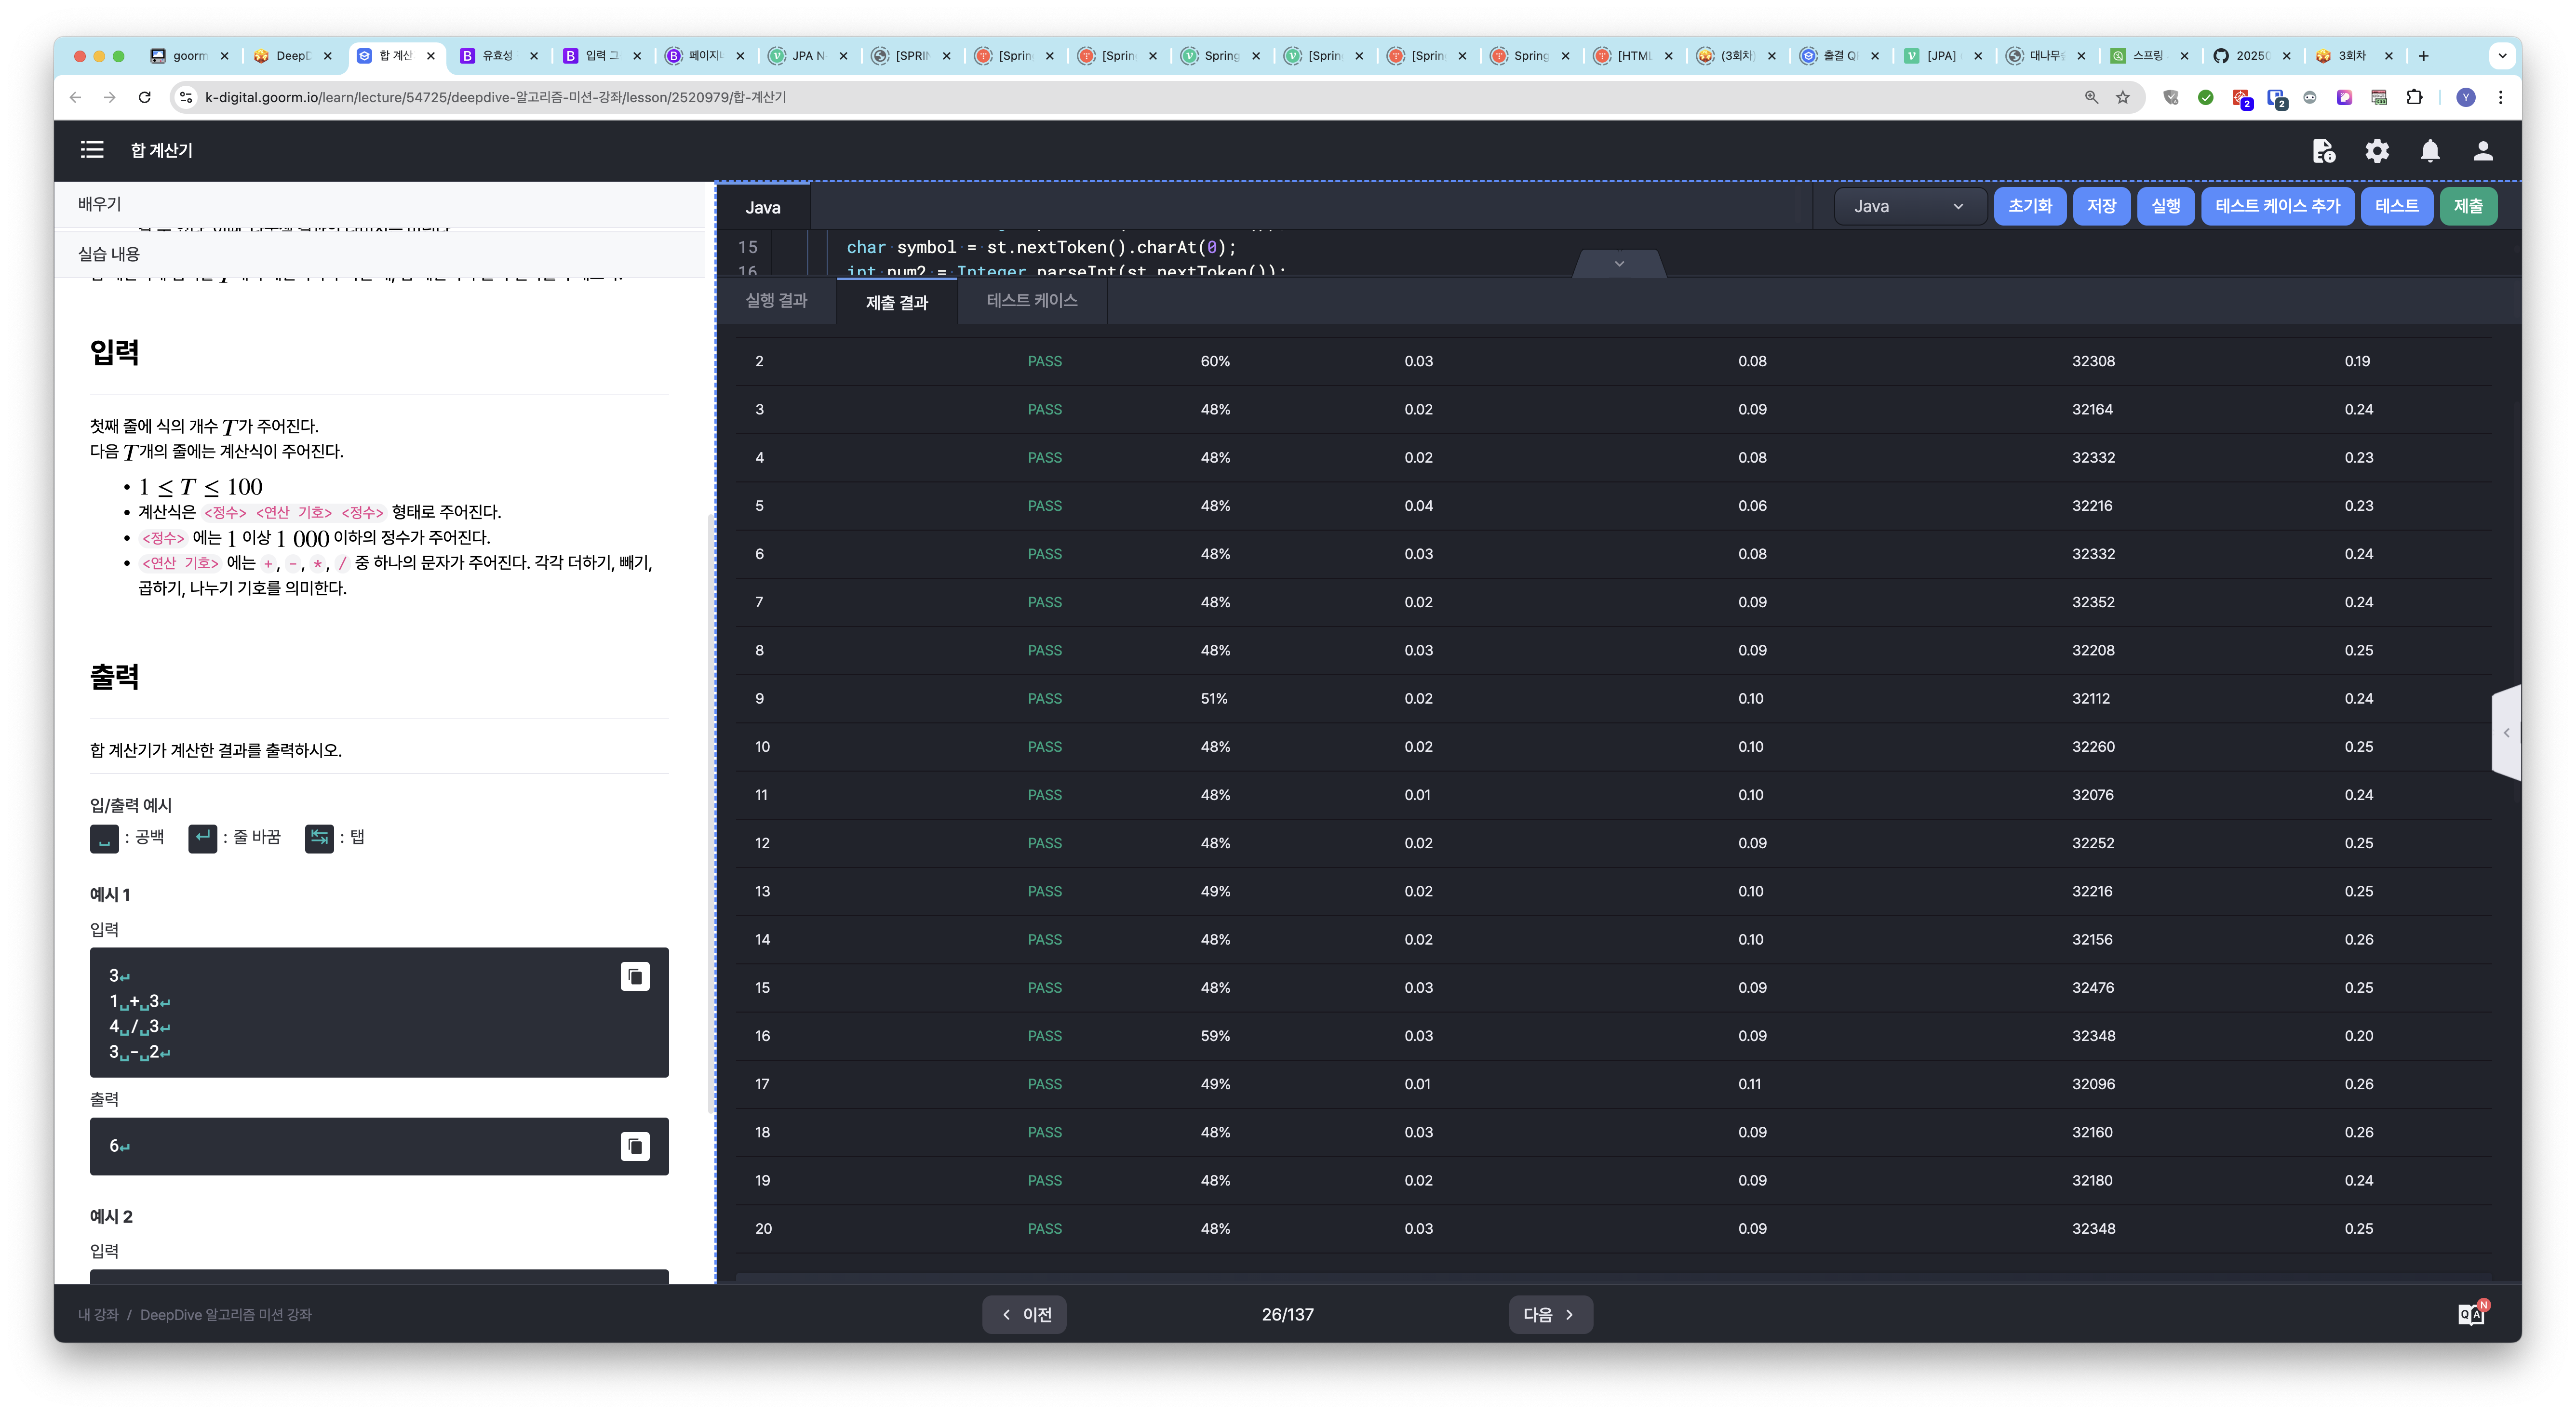 goorm
DeepD
합 계산
유효성
입력 그
페이지
JPA N
[SPRI
[Sprin
[Sprin
Spring
[Sprin
[Sprin
Spring
[HTML
(3회차)
출결 Q
[JPA]
대나무
스프링
2025
3회차
k-digital.goorm.io/learn/lecture/54725/deepdive-알고리즘-미션-강좌/lesson/2520979/합-계산기
2
2
Y
합 계산기
배우기
실습 내용
Java
Java
초기화
저장
실행
테스트 케이스 추가
테스트
제출
15 char symbol = st.nextToken().charAt(0);
16 int num2 = Integer.parseInt(st.nextToken());
실행 결과
제출 결과
테스트 케이스
입력
첫째 줄에 식의 개수 T가 주어진다.
다음 T개의 줄에는 계산식이 주어진다.
• 1 ≤ T ≤ 100
• 계산식은 <정수> <연산 기호> <정수> 형태로 주어진다.
• <정수> 에는 1 이상 1 000 이하의 정수가 주어진다.
• <연산 기호> 에는 +, -, *, / 중 하나의 문자가 주어진다. 각각 더하기, 빼기,
곱하기, 나누기 기호를 의미한다.
출력
합 계산기가 계산한 결과를 출력하시오.
입/출력 예시
␣ : 공백 ↵ : 줄 바꿈 ↹ : 탭
예시 1
입력
3↵
1␣+␣3↵
4␣/␣3↵
3␣-␣2↵
출력
6↵
예시 2
입력
2 PASS 60% 0.03 0.08 32308 0.19
3 PASS 48% 0.02 0.09 32164 0.24
4 PASS 48% 0.02 0.08 32332 0.23
5 PASS 48% 0.04 0.06 32216 0.23
6 PASS 48% 0.03 0.08 32332 0.24
7 PASS 48% 0.02 0.09 32352 0.24
8 PASS 48% 0.03 0.09 32208 0.25
9 PASS 51% 0.02 0.10 32112 0.24
10 PASS 48% 0.02 0.10 32260 0.25
11 PASS 48% 0.01 0.10 32076 0.24
12 PASS 48% 0.02 0.09 32252 0.25
13 PASS 49% 0.02 0.10 32216 0.25
14 PASS 48% 0.02 0.10 32156 0.26
15 PASS 48% 0.03 0.09 32476 0.25
16 PASS 59% 0.03 0.09 32348 0.20
17 PASS 49% 0.01 0.11 32096 0.26
18 PASS 48% 0.03 0.09 32160 0.26
19 PASS 48% 0.02 0.09 32180 0.24
20 PASS 48% 0.03 0.09 32348 0.25
내 강좌 / DeepDive 알고리즘 미션 강좌
이전
26/137
다음
QA
N